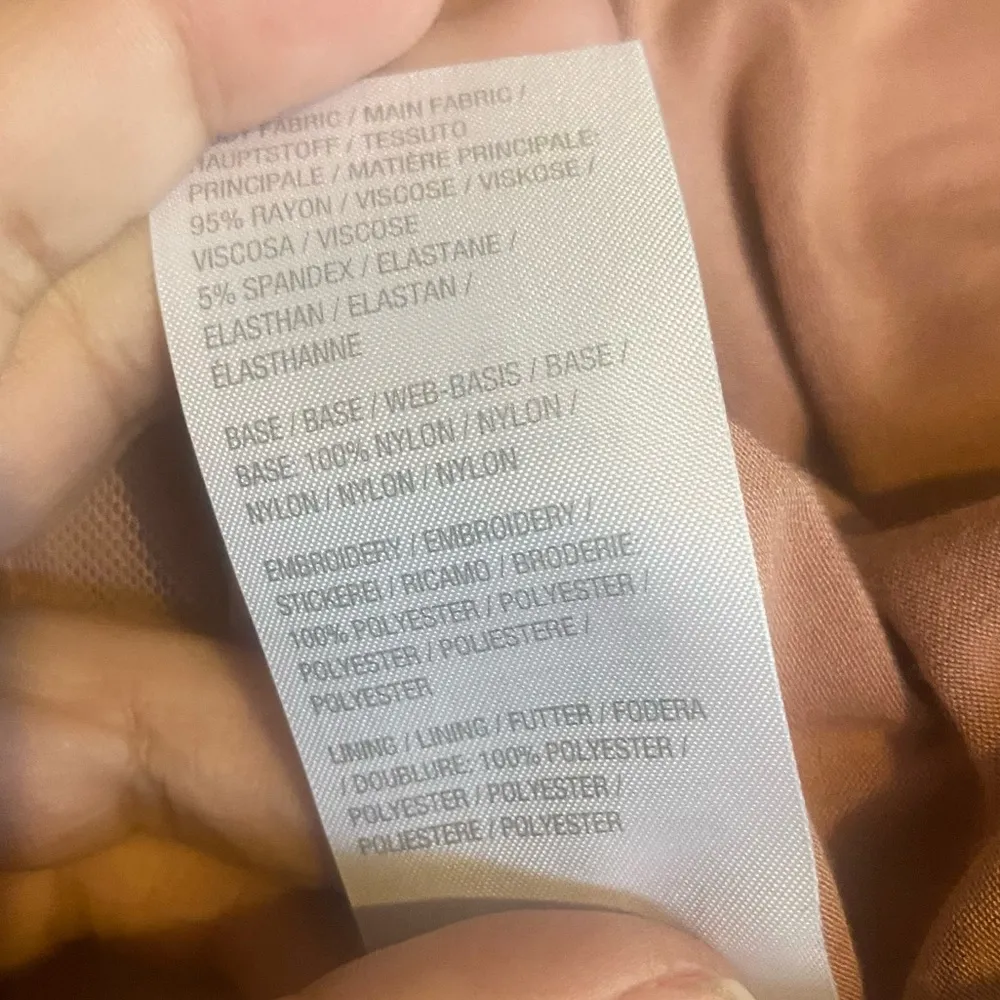 FABRIC / MAIN FABRIC /
HAUPTSTOFF / TESSUTO
PRINCIPALE / MATIÈRE PRINCIPALE:
95% RAYON / VISCOSE / VISKOSE /
VISCOSA / VISCOSE
5% SPANDEX / ELASTANE /
ELASTHAN / ELASTAN /
ÉLASTHANNE
BASE / BASE / WEB-BASIS / BASE /
BASE: 100% NYLON / NYLON /
NYLON / NYLON / NYLON
EMBROIDERY / EMBROIDERY /
STICKEREI / RICAMO / BRODERIE:
100% POLYESTER / POLYESTER /
POLYESTER / POLIESTERE /
POLYESTER
LINING / LINING / FUTTER / FODERA
/ DOUBLURE: 100% POLYESTER /
POLYESTER / POLYESTER /
POLIESTERE / POLYESTER